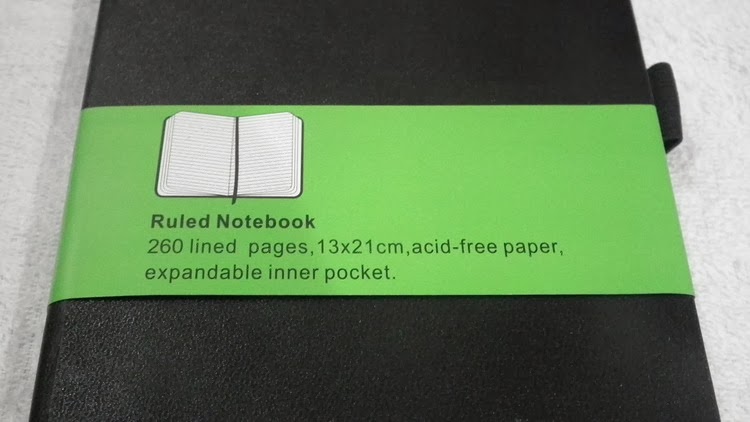 Ruled Notebook
260 lined pages,13x21cm,acid-free paper,
expandable inner pocket.